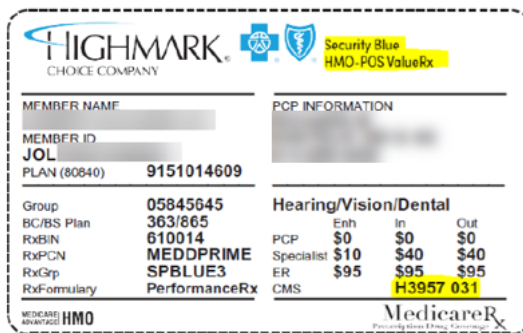 HIGHMARK®
CHOICE COMPANY
Security Blue
HMO-POS ValueRx
MEMBER NAME
MEMBER ID
JOL
PLAN (80840) 9151014609
Group 05845645
BC/BS Plan 363/865
RxBIN 610014
RxPCN MEDDPRIME
RxGrp SPBLUE3
RxFormulary PerformanceRx
PCP INFORMATION
Hearing/Vision/Dental
Enh In Out
PCP $0 $0 $0
Specialist $10 $40 $40
ER $95 $95 $95
CMS H3957 031
MEDICARE ADVANTAGE HMO
MedicareRx
Prescription Drug Coverage